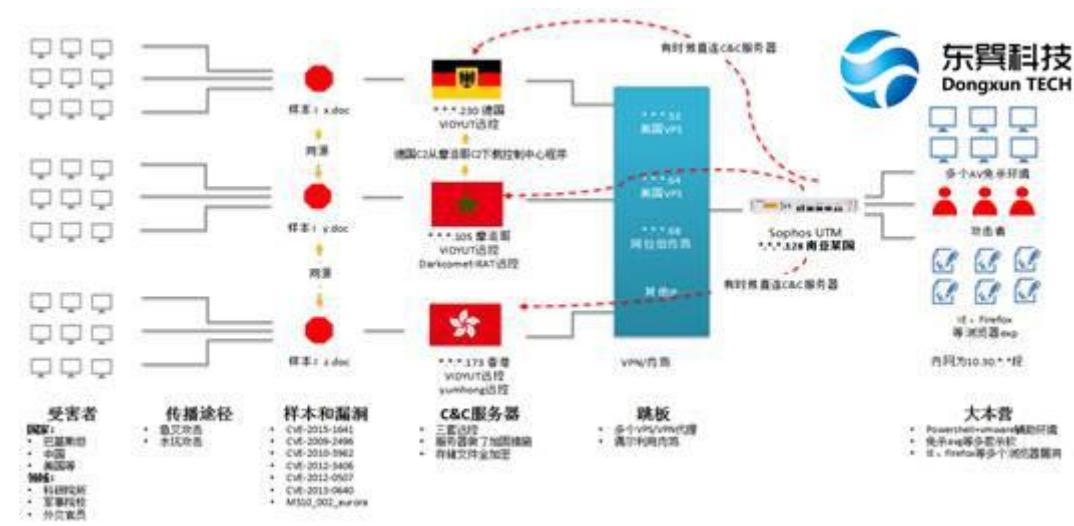 有时候直连C&C服务器
东巽科技
Dongxun TECH
样本：x.doc
*.*.*.230 德国
VIDYUT远控
*.*.*.52
美国VPS
同源
德国C2从摩洛哥C2下载控制中心程序
多个AV免杀环境
*.*.*.64
美国VPS
样本：y.doc
*.*.*.105 摩洛哥
VIDYUT远控
Darkcomet RAT远控
*.*.*.68
阿拉伯肉鸡
Sophos UTM
*.*.*.128 南亚某国
攻击者
同源
其他IP
有时候直连C&C服务器
IE、Firefox
等浏览器exp
样本：z.doc
*.*.*.173 香港
VIDYUT远控
yumhong远控
VPN/肉鸡
内网为10.30.*.*段
受害者
传播途径
样本和漏洞
C&C服务器
跳板
大本营
国家：
• 巴基斯坦
• 中国
• 美国等
领域：
• 科研院所
• 军事院校
• 外交官员
• 鱼叉攻击
• 水坑攻击
• CVE-2015-1641
• CVE-2009-2496
• CVE-2010-3962
• CVE-2012-3406
• CVE-2012-0507
• CVE-2013-0640
• MS10_002_aurora
• 三套远控
• 服务器做了加固措施
• 存储文件全加密
• 多个VPS/VPN代理
• 偶尔利用肉鸡
• Powershell+vmware辅助环境
• 免杀avg等多款杀软
• IE、firefox等多个浏览器漏洞